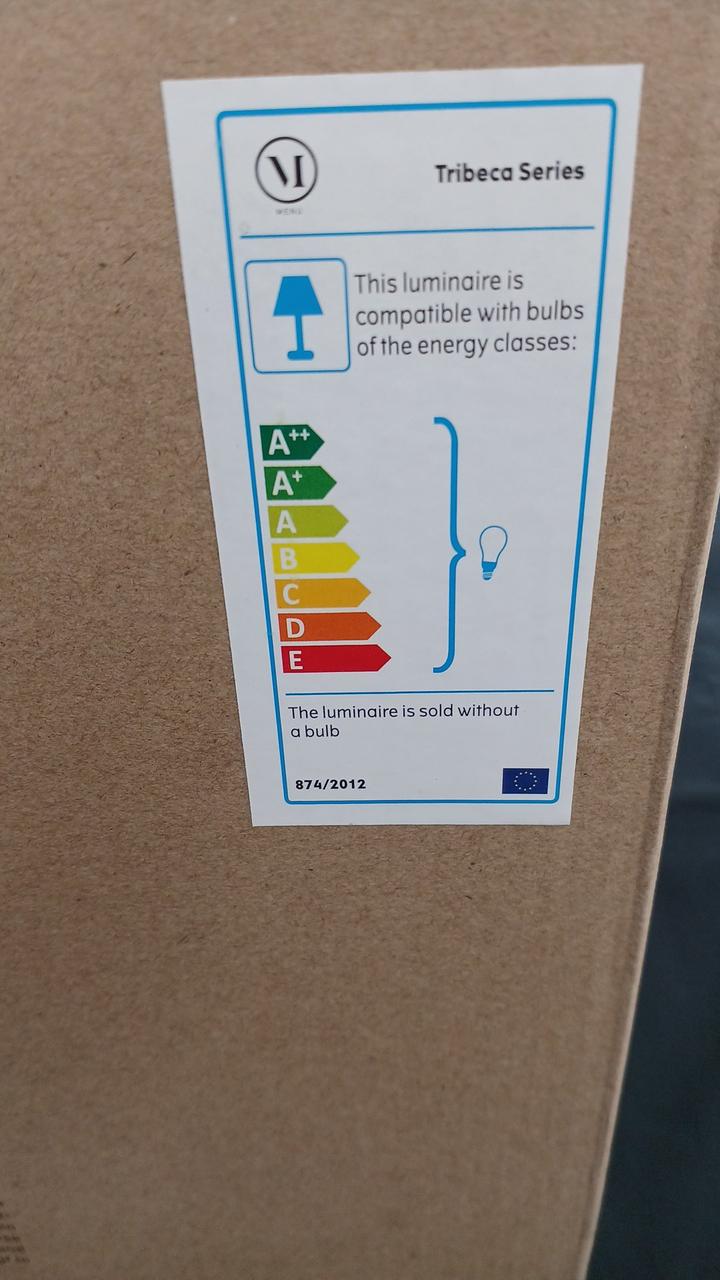 M
MENU
Tribeca Series
This luminaire is
compatible with bulbs
of the energy classes:
A++
A+
A
B
C
D
E
The luminaire is sold without
a bulb
874/2012